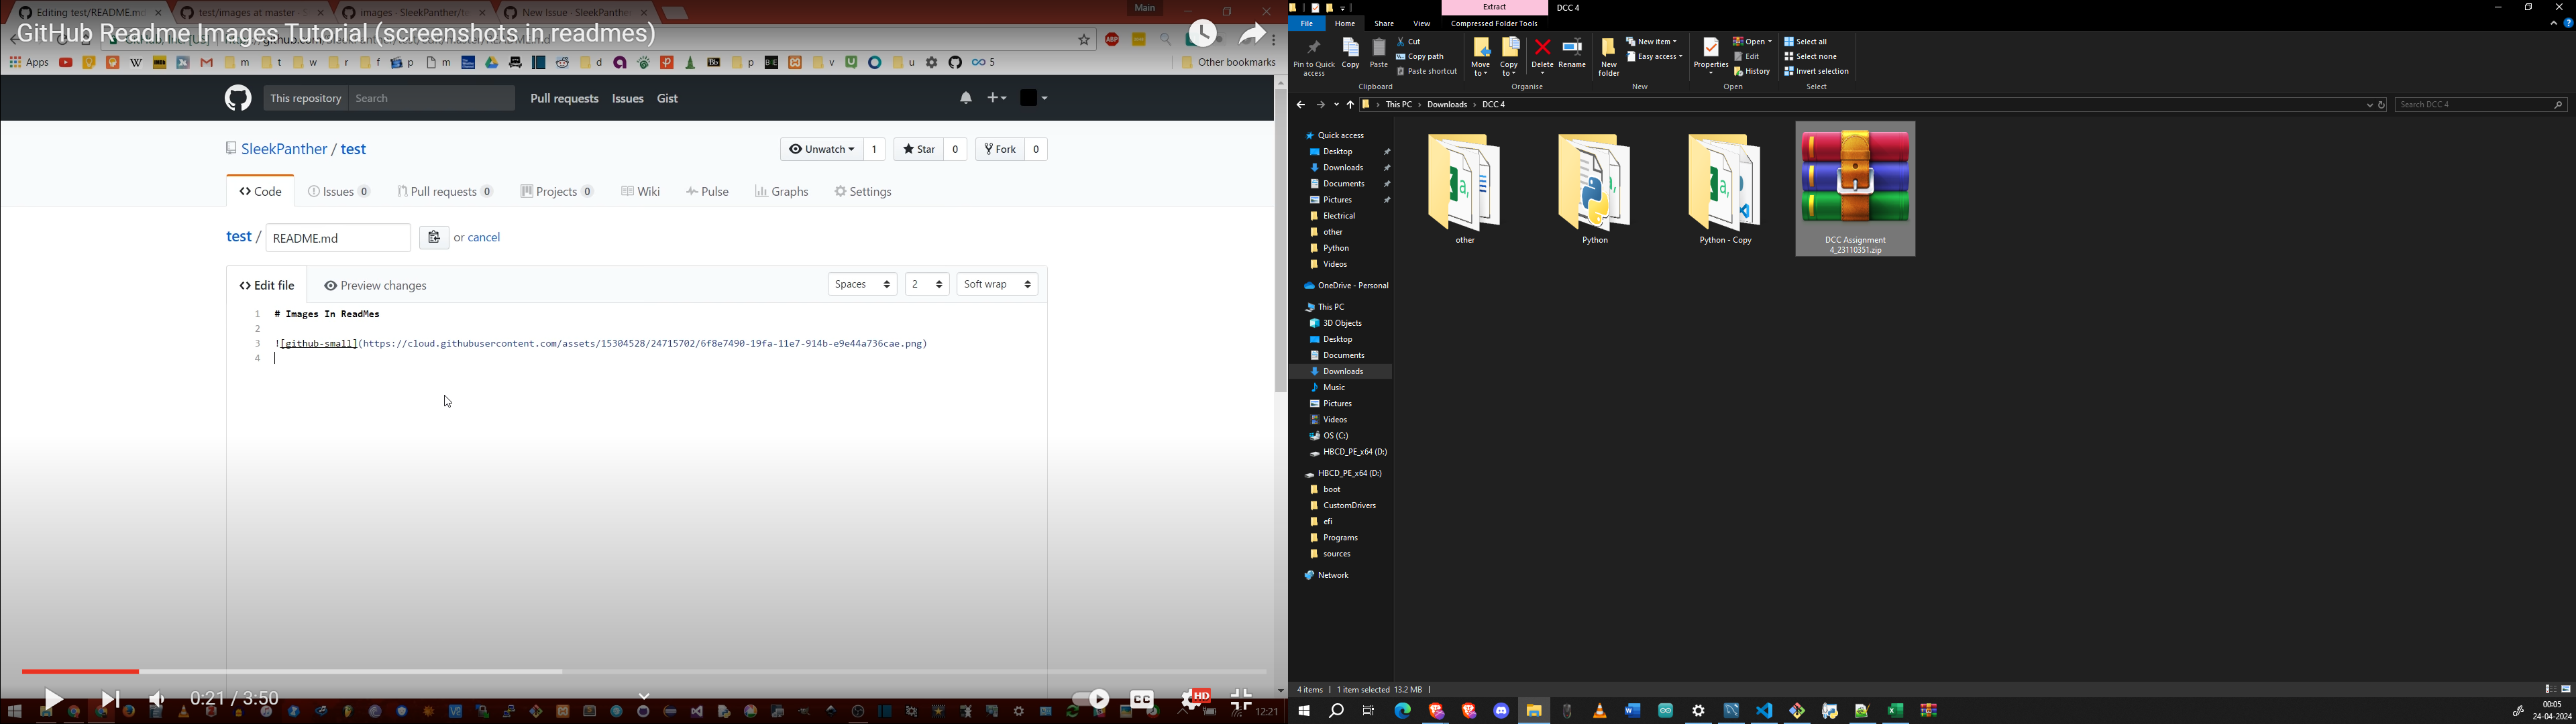 Editing test/README.md
test/images at master · S
images · SleekPanther/te
New Issue · SleekPanther
Main
GitHub Readme Images Tutorial (screenshots in readmes)
Apps
m
t
w
r
f
p
m
d
p
v
u
5
Other bookmarks
This repository
Search
Pull requests
Issues
Gist
SleekPanther / test
Unwatch
1
Star
0
Fork
0
Code
Issues 0
Pull requests 0
Projects 0
Wiki
Pulse
Graphs
Settings
test / README.md or cancel
Edit file
Preview changes
Spaces
2
Soft wrap
1 # Images In ReadMes
2
3 ![github-small](https://cloud.githubusercontent.com/assets/15304528/24715702/6f8e7490-19fa-11e7-914b-e9e44a736cae.png)
4
0:21 / 3:50
CC
HD
12:21
Extract
DCC 4
File
Home
Share
View
Compressed Folder Tools
Pin to Quick access
Copy
Paste
Cut
Copy path
Paste shortcut
Clipboard
Move to
Copy to
Delete
Rename
Organise
New folder
New item
Easy access
New
Properties
Open
Edit
History
Open
Select all
Select none
Invert selection
Select
This PC › Downloads › DCC 4
Search DCC 4
Quick access
Desktop
Downloads
Documents
Pictures
Electrical
other
Python
Videos
OneDrive - Personal
This PC
3D Objects
Desktop
Documents
Downloads
Music
Pictures
Videos
OS (C:)
HBCD_PE_x64 (D:)
HBCD_PE_x64 (D:)
boot
CustomDrivers
efi
Programs
sources
Network
other
Python
Python - Copy
DCC Assignment
4_23110351.zip
4 items
1 item selected 13.2 MB
00:05
24-04-2024